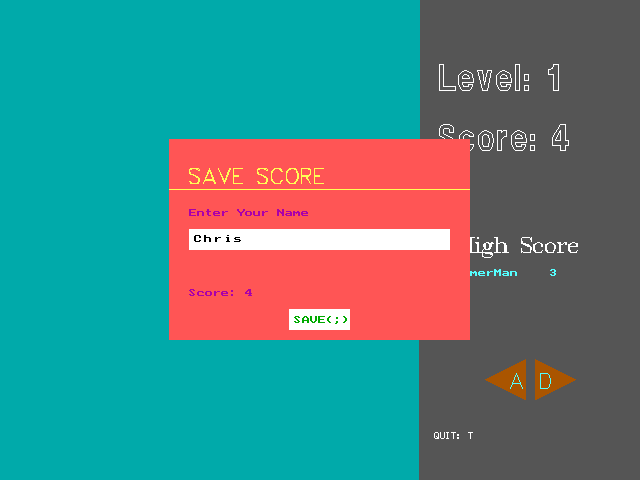 Level: 1
Score: 4
SAVE SCORE
Enter Your Name
Chris
High Score
merMan 3
Score: 4
SAVE(;)
A D
QUIT: T